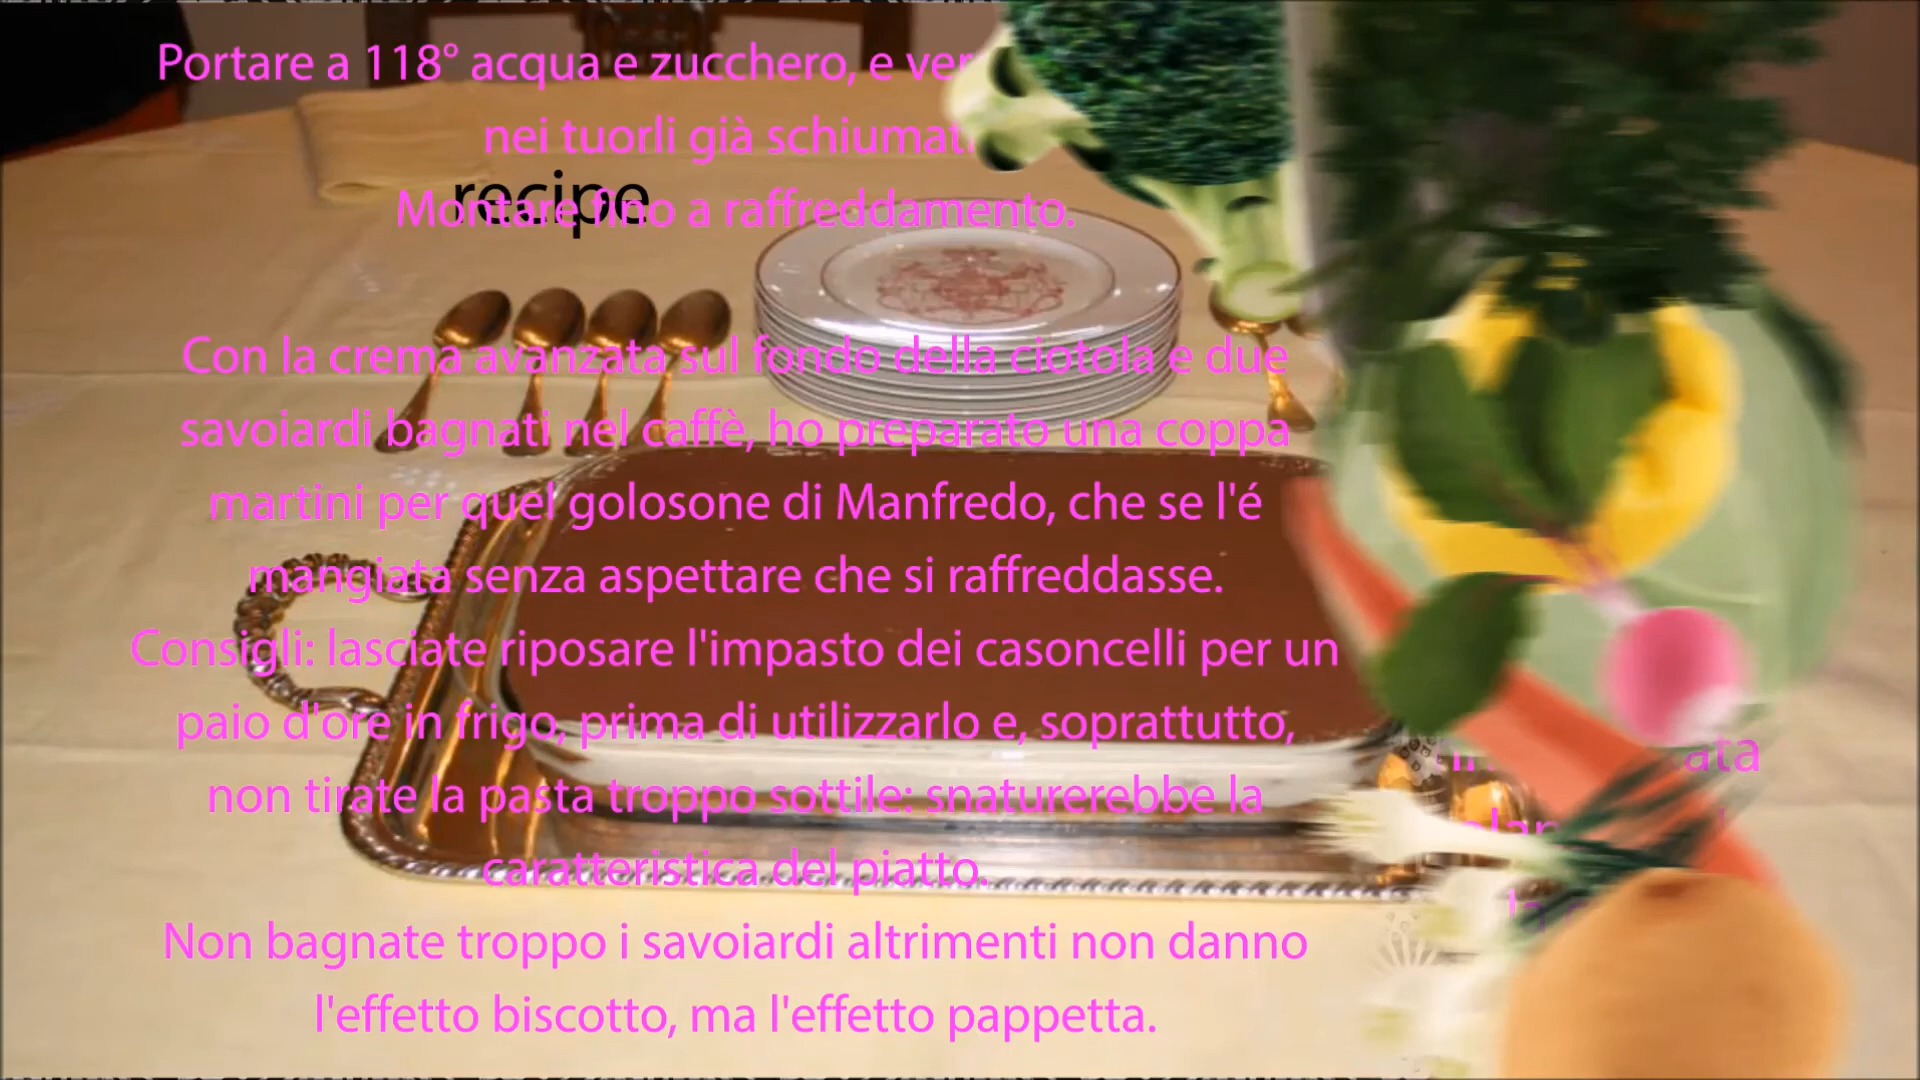 Portare a 118° acqua e zucchero, e
nei tuorli già schiumati
recipe
Montare fino a raffreddamento.
Con la crema avanzata sul fondo della ciotola e due
savoiardi bagnati nel caffè, ho preparato una coppa
martini per quel golosone di Manfredo, che se l'é
mangiata senza aspettare che si raffreddasse.
Consigli: lasciate riposare l'impasto dei casoncelli per un
paio d'ore in frigo, prima di utilizzarlo e, soprattutto,
non tirate la pasta troppo sottile: snaturerebbe la
caratteristica del piatto.
Non bagnate troppo i savoiardi altrimenti non danno
l'effetto biscotto, ma l'effetto pappetta.